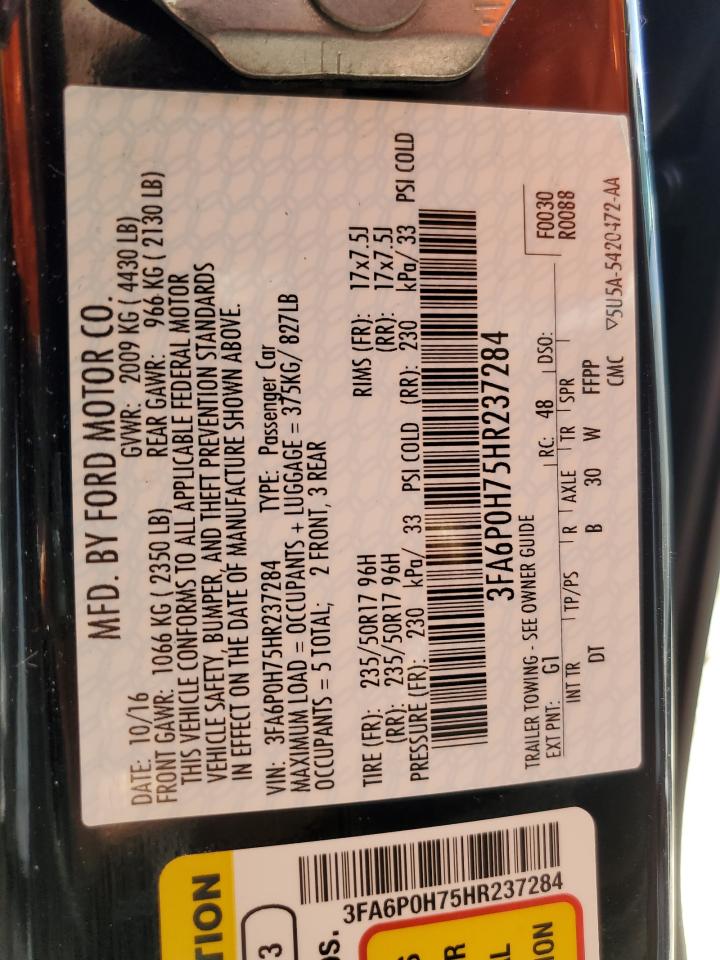 MFD. BY FORD MOTOR CO.
DATE: 10/16 GVWR: 2009 KG ( 4430 LB)
FRONT GAWR: 1066 KG ( 2350 LB) REAR GAWR: 966 KG ( 2130 LB)
THIS VEHICLE CONFORMS TO ALL APPLICABLE FEDERAL MOTOR
VEHICLE SAFETY, BUMPER, AND THEFT PREVENTION STANDARDS
IN EFFECT ON THE DATE OF MANUFACTURE SHOWN ABOVE.
VIN: 3FA6P0H75HR237284 TYPE: Passenger Car
MAXIMUM LOAD = OCCUPANTS + LUGGAGE = 375KG/ 827LB
OCCUPANTS = 5 TOTAL; 2 FRONT, 3 REAR
TIRE (FR): 235/50R17 96H RIMS (FR): 17x7.5J
(RR): 235/50R17 96H (RR): 17x7.5J
PRESSURE (FR): 230 kPa/ 33 PSI COLD (RR): 230 kPa/ 33 PSI COLD
3FA6P0H75HR237284
TRAILER TOWING - SEE OWNER GUIDE
F0030
R0088
EXT PNT: G1 RC: 48 DSO:
INT TR TP/PS R AXLE TR SPR
DT B 30 W FFPP
CMC ▽5U5A-5420472-AA
3FA6P0H75HR237284
TION
3
OS.
S
R
L
ION